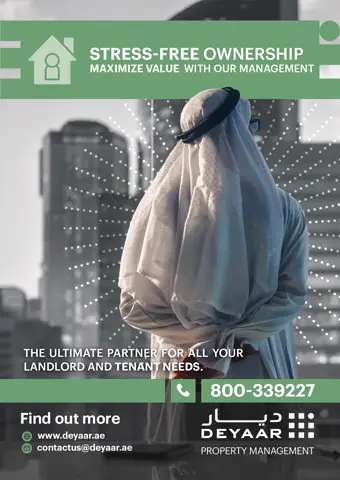 STRESS-FREE OWNERSHIP
MAXIMIZE VALUE WITH OUR MANAGEMENT
THE ULTIMATE PARTNER FOR ALL YOUR
LANDLORD AND TENANT NEEDS.
800-339227
Find out more
www.deyaar.ae
contactus@deyaar.ae
ديار
DEYAAR
PROPERTY MANAGEMENT